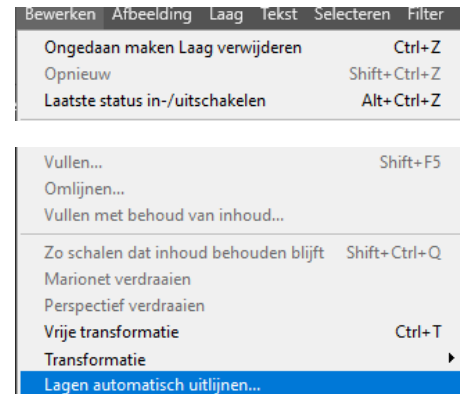 Bewerken Afbeelding Laag Tekst Selecteren Filter
Ongedaan maken Laag verwijderen Ctrl+Z
Opnieuw Shift+Ctrl+Z
Laatste status in-/uitschakelen Alt+Ctrl+Z
Vullen... Shift+F5
Omlijnen...
Vullen met behoud van inhoud...
Zo schalen dat inhoud behouden blijft Shift+Ctrl+Q
Marionet verdraaien
Perspectief verdraaien
Vrije transformatie Ctrl+T
Transformatie
Lagen automatisch uitlijnen...